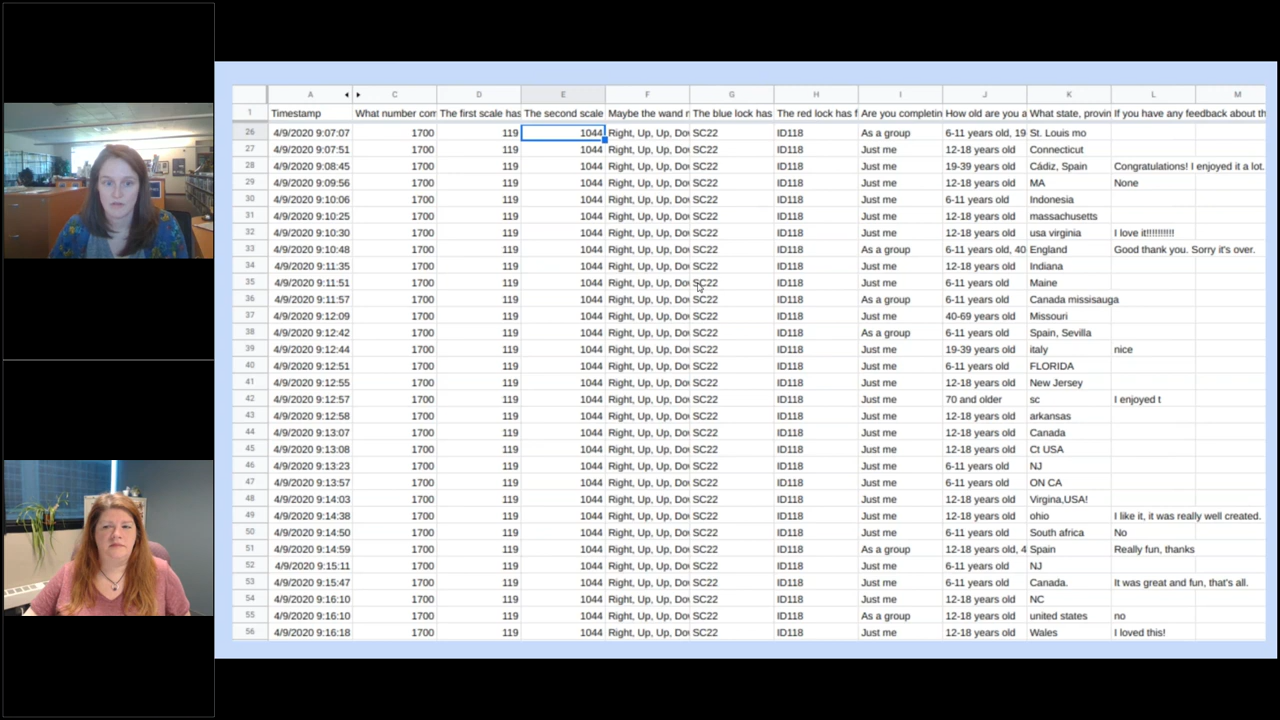 A C D E F G H I J K L M
1 Timestamp What number com The first scale has The second scale Maybe the wand r The blue lock has The red lock has f Are you completin How old are you a What state, provin If you have any feedback about th
26 4/9/2020 9:07:07 1700 119 1044 Right, Up, Up, Do SC22 ID118 As a group 6-11 years old, 19 St. Louis mo
27 4/9/2020 9:07:51 1700 119 1044 Right, Up, Up, Do SC22 ID118 Just me 12-18 years old Connecticut
28 4/9/2020 9:08:45 1700 119 1044 Right, Up, Up, Do SC22 ID118 Just me 19-39 years old Cádiz, Spain Congratulations! I enjoyed it a lot.
29 4/9/2020 9:09:56 1700 119 1044 Right, Up, Up, Do SC22 ID118 Just me 12-18 years old MA None
30 4/9/2020 9:10:06 1700 119 1044 Right, Up, Up, Do SC22 ID118 Just me 6-11 years old Indonesia
31 4/9/2020 9:10:25 1700 119 1044 Right, Up, Up, Do SC22 ID118 Just me 12-18 years old massachusetts
32 4/9/2020 9:10:30 1700 119 1044 Right, Up, Up, Do SC22 ID118 Just me 12-18 years old usa virginia I love it!!!!!!!!!!
33 4/9/2020 9:10:48 1700 119 1044 Right, Up, Up, Do SC22 ID118 As a group 6-11 years old, 40 England Good thank you. Sorry it's over.
34 4/9/2020 9:11:35 1700 119 1044 Right, Up, Up, Do SC22 ID118 Just me 12-18 years old Indiana
35 4/9/2020 9:11:51 1700 119 1044 Right, Up, Up, Do SC22 ID118 Just me 6-11 years old Maine
36 4/9/2020 9:11:57 1700 119 1044 Right, Up, Up, Do SC22 ID118 As a group 6-11 years old Canada missisauga
37 4/9/2020 9:12:09 1700 119 1044 Right, Up, Up, Do SC22 ID118 Just me 40-69 years old Missouri
38 4/9/2020 9:12:42 1700 119 1044 Right, Up, Up, Do SC22 ID118 As a group 6-11 years old Spain, Sevilla
39 4/9/2020 9:12:44 1700 119 1044 Right, Up, Up, Do SC22 ID118 Just me 19-39 years old italy nice
40 4/9/2020 9:12:51 1700 119 1044 Right, Up, Up, Do SC22 ID118 Just me 6-11 years old FLORIDA
41 4/9/2020 9:12:55 1700 119 1044 Right, Up, Up, Do SC22 ID118 Just me 12-18 years old New Jersey
42 4/9/2020 9:12:57 1700 119 1044 Right, Up, Up, Do SC22 ID118 Just me 70 and older sc I enjoyed t
43 4/9/2020 9:12:58 1700 119 1044 Right, Up, Up, Do SC22 ID118 Just me 12-18 years old arkansas
44 4/9/2020 9:13:07 1700 119 1044 Right, Up, Up, Do SC22 ID118 Just me 12-18 years old Canada
45 4/9/2020 9:13:08 1700 119 1044 Right, Up, Up, Do SC22 ID118 Just me 12-18 years old Ct USA
46 4/9/2020 9:13:23 1700 119 1044 Right, Up, Up, Do SC22 ID118 Just me 6-11 years old NJ
47 4/9/2020 9:13:57 1700 119 1044 Right, Up, Up, Do SC22 ID118 Just me 6-11 years old ON CA
48 4/9/2020 9:14:03 1700 119 1044 Right, Up, Up, Do SC22 ID118 Just me 12-18 years old Virgina,USA!
49 4/9/2020 9:14:38 1700 119 1044 Right, Up, Up, Do SC22 ID118 Just me 12-18 years old ohio I like it, it was really well created.
50 4/9/2020 9:14:50 1700 119 1044 Right, Up, Up, Do SC22 ID118 Just me 6-11 years old South africa No
51 4/9/2020 9:14:59 1700 119 1044 Right, Up, Up, Do SC22 ID118 As a group 12-18 years old, 4 Spain Really fun, thanks
52 4/9/2020 9:15:11 1700 119 1044 Right, Up, Up, Do SC22 ID118 Just me 6-11 years old NJ
53 4/9/2020 9:15:47 1700 119 1044 Right, Up, Up, Do SC22 ID118 Just me 6-11 years old Canada. It was great and fun, that's all.
54 4/9/2020 9:16:10 1700 119 1044 Right, Up, Up, Do SC22 ID118 Just me 12-18 years old NC
55 4/9/2020 9:16:10 1700 119 1044 Right, Up, Up, Do SC22 ID118 As a group 12-18 years old united states no
56 4/9/2020 9:16:18 1700 119 1044 Right, Up, Up, Do SC22 ID118 Just me 12-18 years old Wales I loved this!